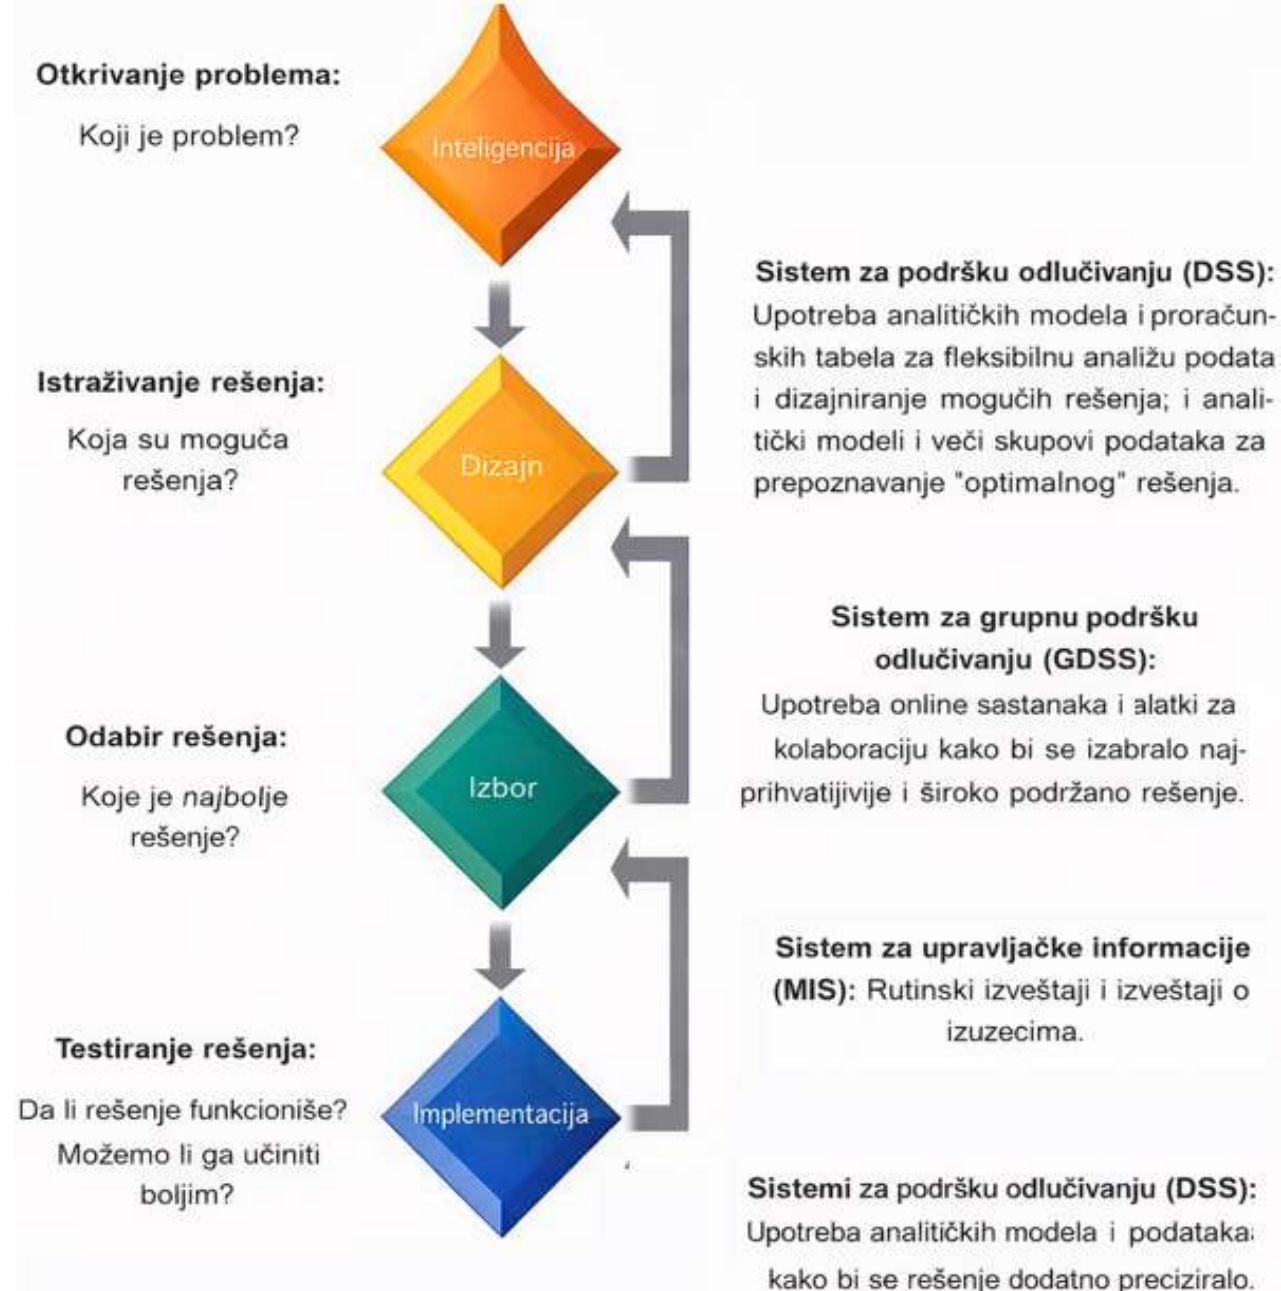 Otkrivanje problema:
Koji je problem?
Inteligencija
Sistem za podršku odlučivanju (DSS):
Upotreba analitičkih modela i proračun-
skih tabela za fleksibilnu analižu podata
i dizajniranje mogučih rešenja; i anali-
tički modeli i veči skupovi podataka za
prepoznavanje "optimalnog" rešenja.
Istraživanje rešenja:
Koja su moguča
rešenja?
Dizajn
Sistem za grupnu podršku
odlučivanju (GDSS):
Upotreba online sastanaka i alatki za
kolaboraciju kako bi se izabralo naj-
prihvatijivije i široko podržano rešenje.
Odabir rešenja:
Koje je najbolje
rešenje?
Izbor
Sistem za upravljačke informacije
(MIS): Rutinski izveštaji i izveštaji o
izuzecima.
Testiranje rešenja:
Da li rešenje funkcioniše?
Možemo li ga učiniti
boljim?
Implementacija
Sistemi za podršku odlučivanju (DSS):
Upotreba analitičkih modela i podataka
kako bi se rešenje dodatno preciziralo.